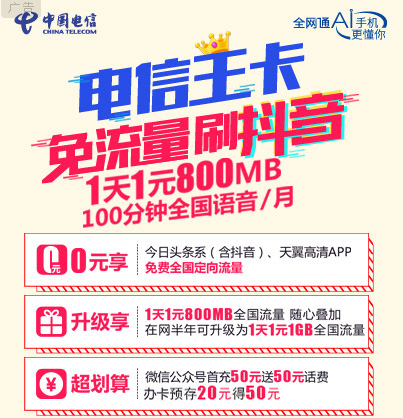 广告
中国电信
CHINA TELECOM
全网通AI手机
更懂你
电信王卡
免流量刷抖音
1天1元800MB
100分钟全国语音/月
0元
0元享
今日头条系（含抖音）、天翼高清APP
免费全国定向流量
升级享
1天1元800MB全国流量 随心叠加
在网半年可升级为1天1元1GB全国流量
¥
超划算
微信公众号首充50元送50元话费
办卡预存20元得50元